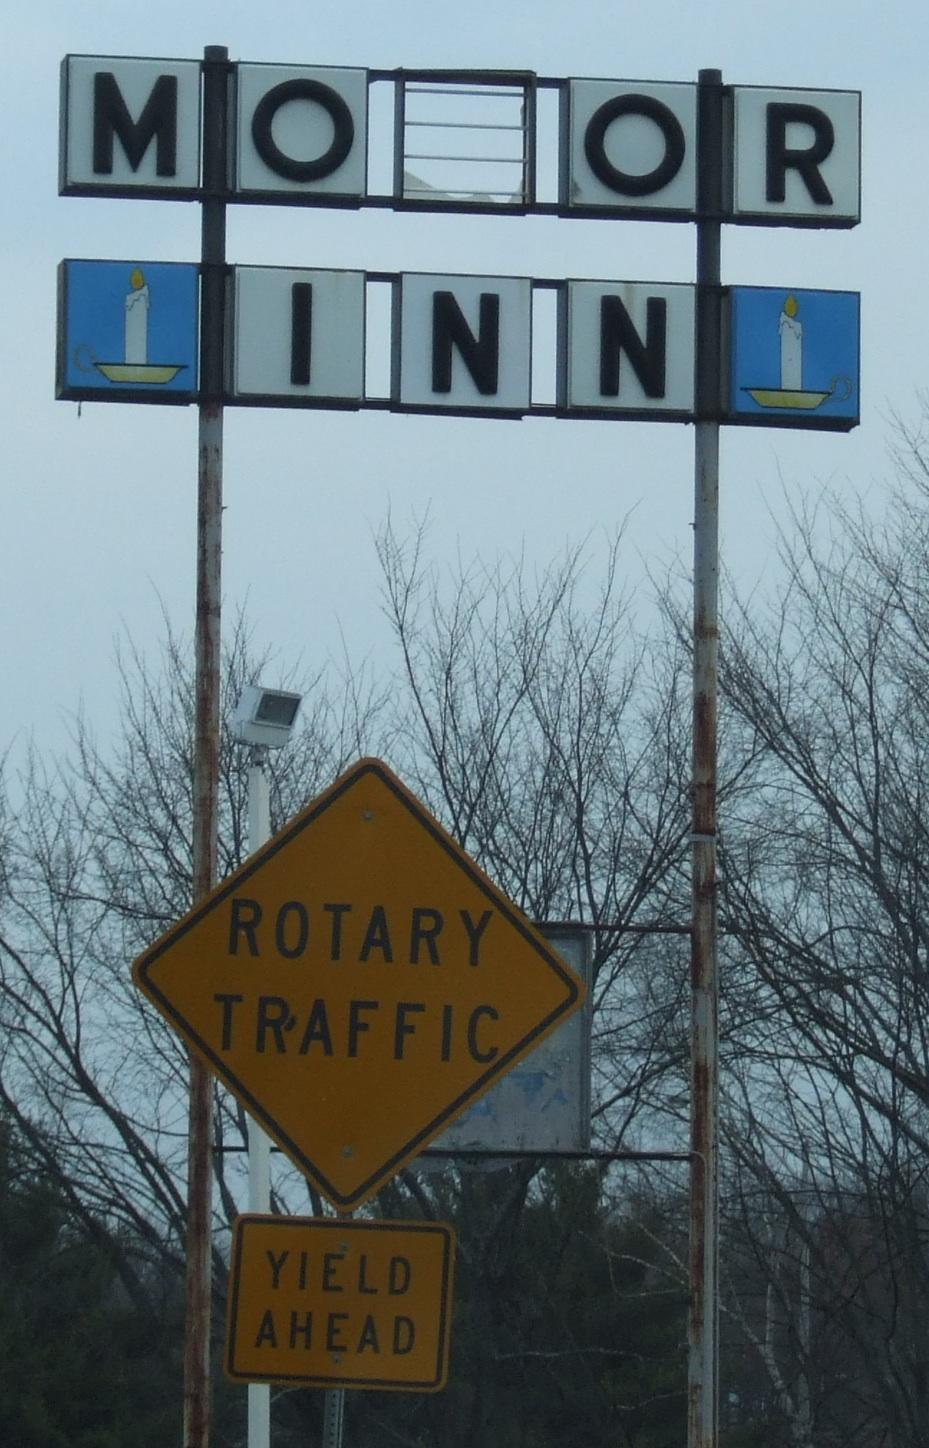 MO OR
INN
ROTARY
TRAFFIC
YIELD
AHEAD